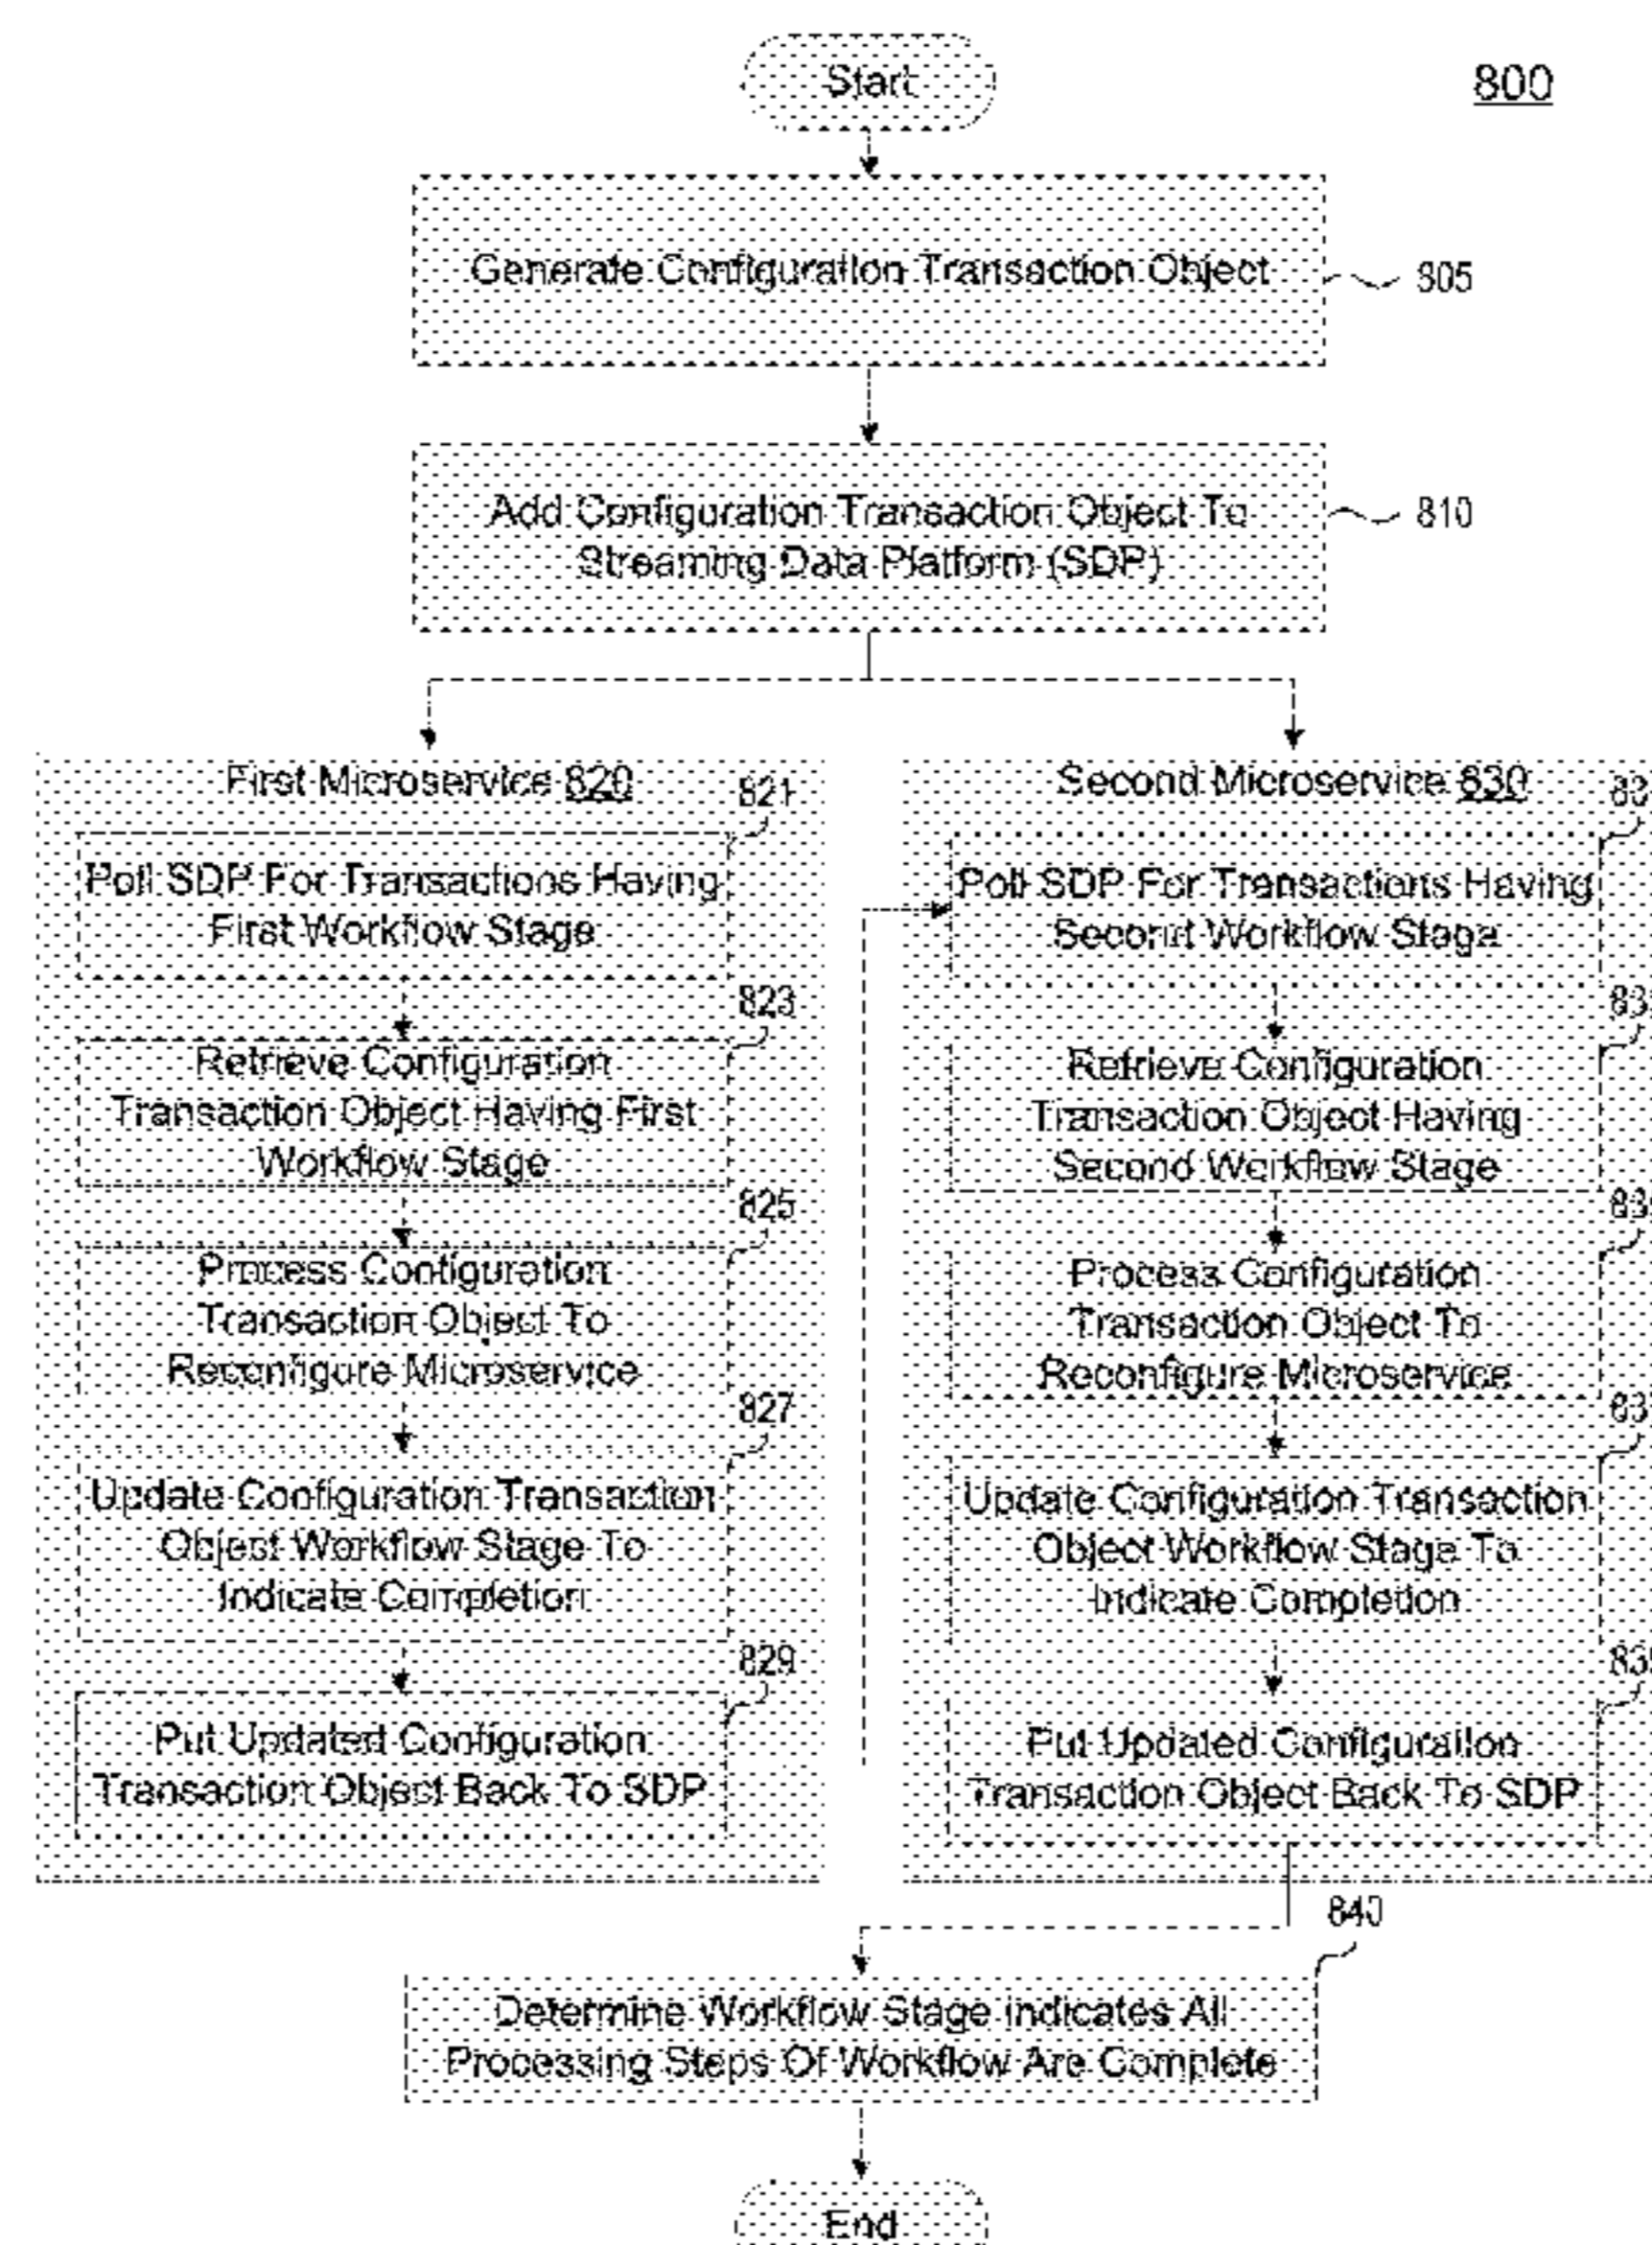 Start
800
Generate Configuration Transaction Object
805
Add Configuration Transaction Object To
Streaming Data Platform (SDP)
810
First Microservice 820
821
Poll SDP For Transactions Having
First Workflow Stage
823
Retrieve Configuration
Transaction Object Having First
Workflow Stage
825
Process Configuration
Transaction Object To
Reconfigure Microservice
827
Update Configuration Transaction
Object Workflow Stage To
Indicate Completion
829
Put Updated Configuration
Transaction Object Back To SDP
Second Microservice 830
Poll SDP For Transactions Having
Second Workflow Stage
Retrieve Configuration
Transaction Object Having
Second Workflow Stage
Process Configuration
Transaction Object To
Reconfigure Microservice
Update Configuration Transaction
Object Workflow Stage To
Indicate Completion
Put Updated Configuration
Transaction Object Back To SDP
840
Determine Workflow Stage indicates All
Processing Steps Of Workflow Are Complete
End